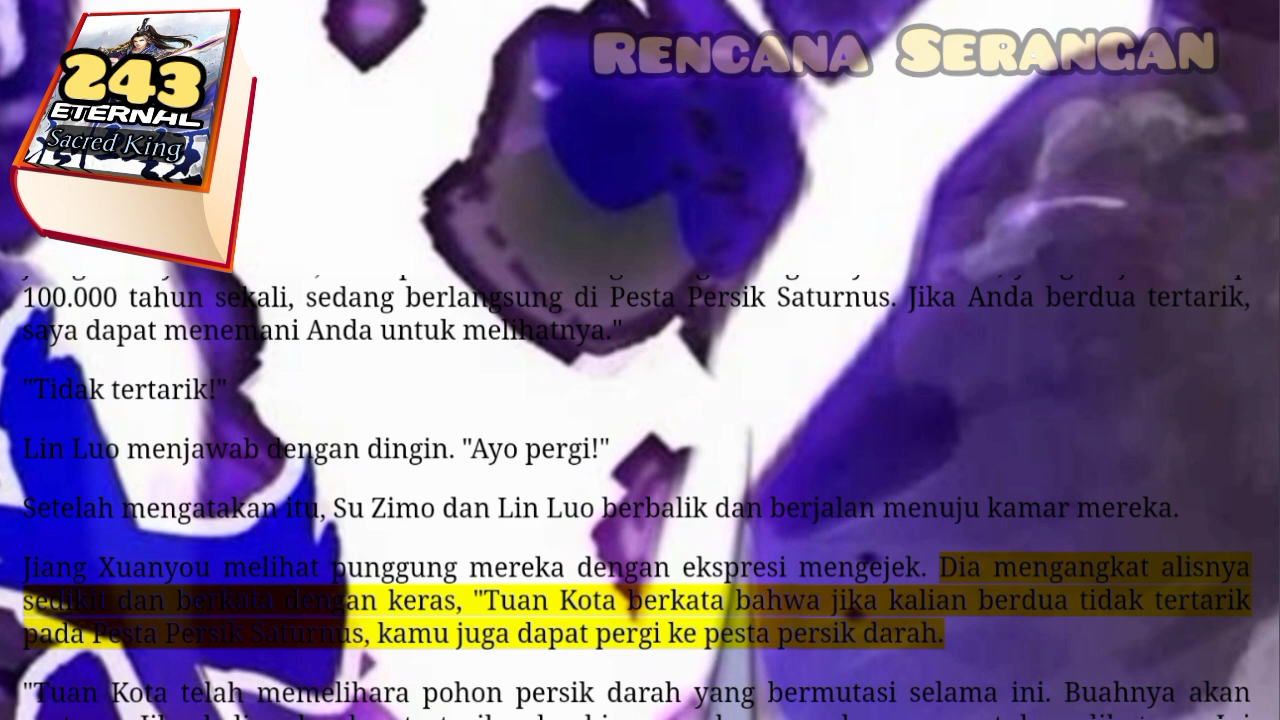 243
ETERNAL
Sacred King
RENCANA SERANGAN
100.000 tahun sekali, sedang berlangsung di Pesta Persik Saturnus. Jika Anda berdua tertarik,
saya dapat menemani Anda untuk melihatnya."
"Tidak tertarik!"
Lin Luo menjawab dengan dingin. "Ayo pergi!"
Setelah mengatakan itu, Su Zimo dan Lin Luo berbalik dan berjalan menuju kamar mereka.
Jiang Xuanyou melihat punggung mereka dengan ekspresi mengejek. Dia mengangkat alisnya
sedikit dan berkata dengan keras, "Tuan Kota berkata bahwa jika kalian berdua tidak tertarik
pada Pesta Persik Saturnus, kamu juga dapat pergi ke pesta persik darah.
"Tuan Kota telah memelihara pohon persik darah yang bermutasi selama ini. Buahnya akan